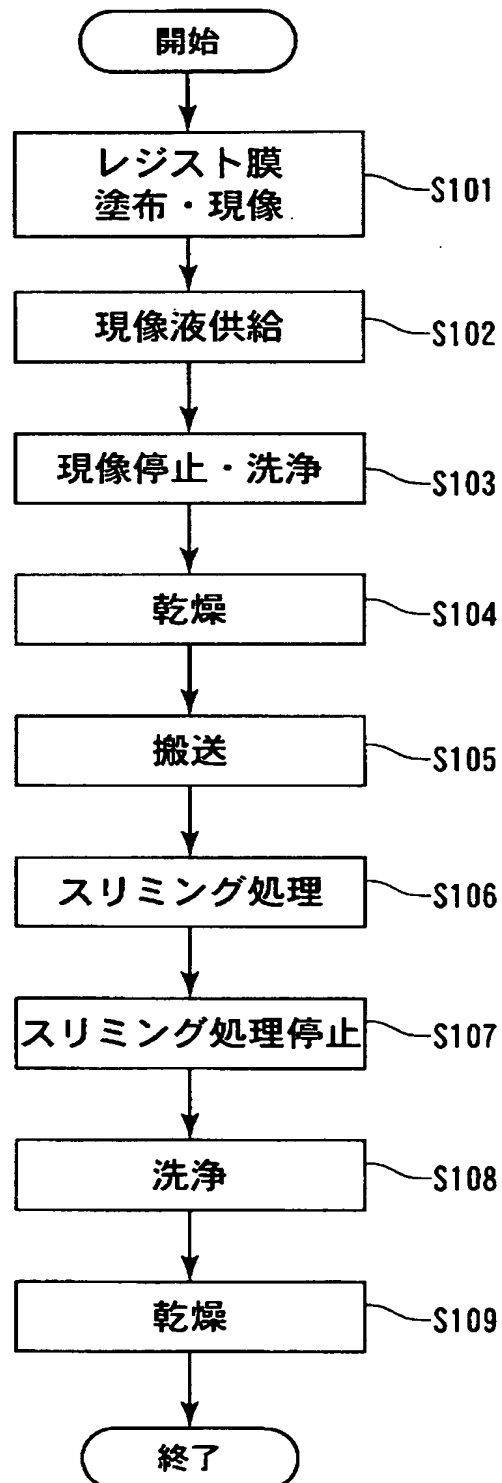 開始
レジスト膜
塗布・現像
S101
現像液供給
S102
現像停止・洗浄
S103
乾燥
S104
搬送
S105
スリミング処理
S106
スリミング処理停止
S107
洗浄
S108
乾燥
S109
終了